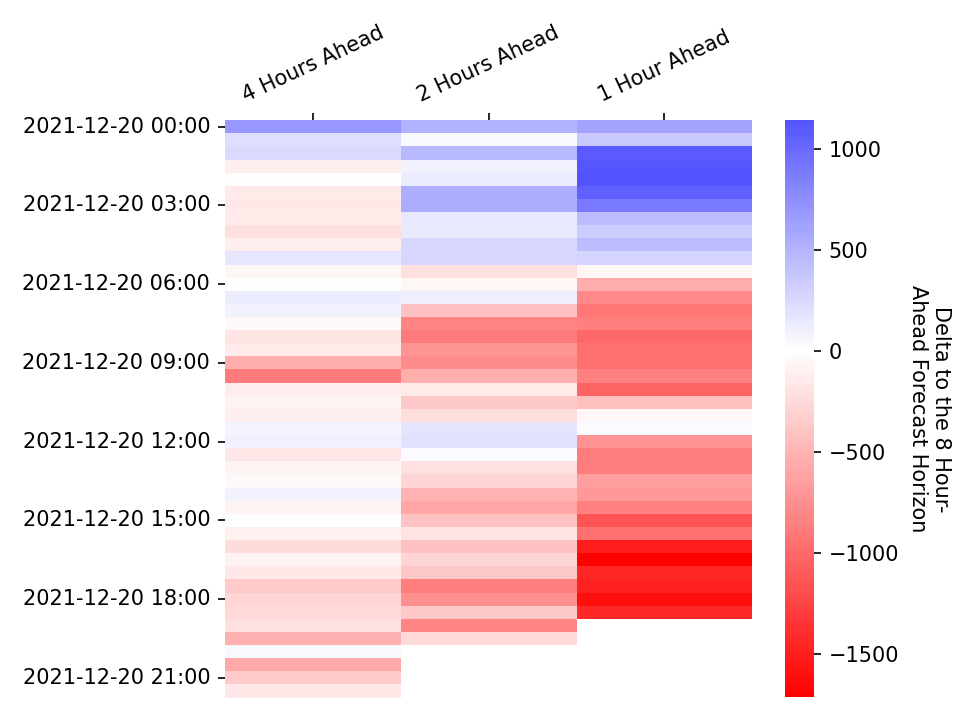 4 Hours Ahead
2 Hours Ahead
1 Hour Ahead
2021-12-20 00:00
2021-12-20 03:00
2021-12-20 06:00
2021-12-20 09:00
2021-12-20 12:00
2021-12-20 15:00
2021-12-20 18:00
2021-12-20 21:00
1000
500
0
−500
−1000
−1500
Delta to the 8 Hour-
Ahead Forecast Horizon